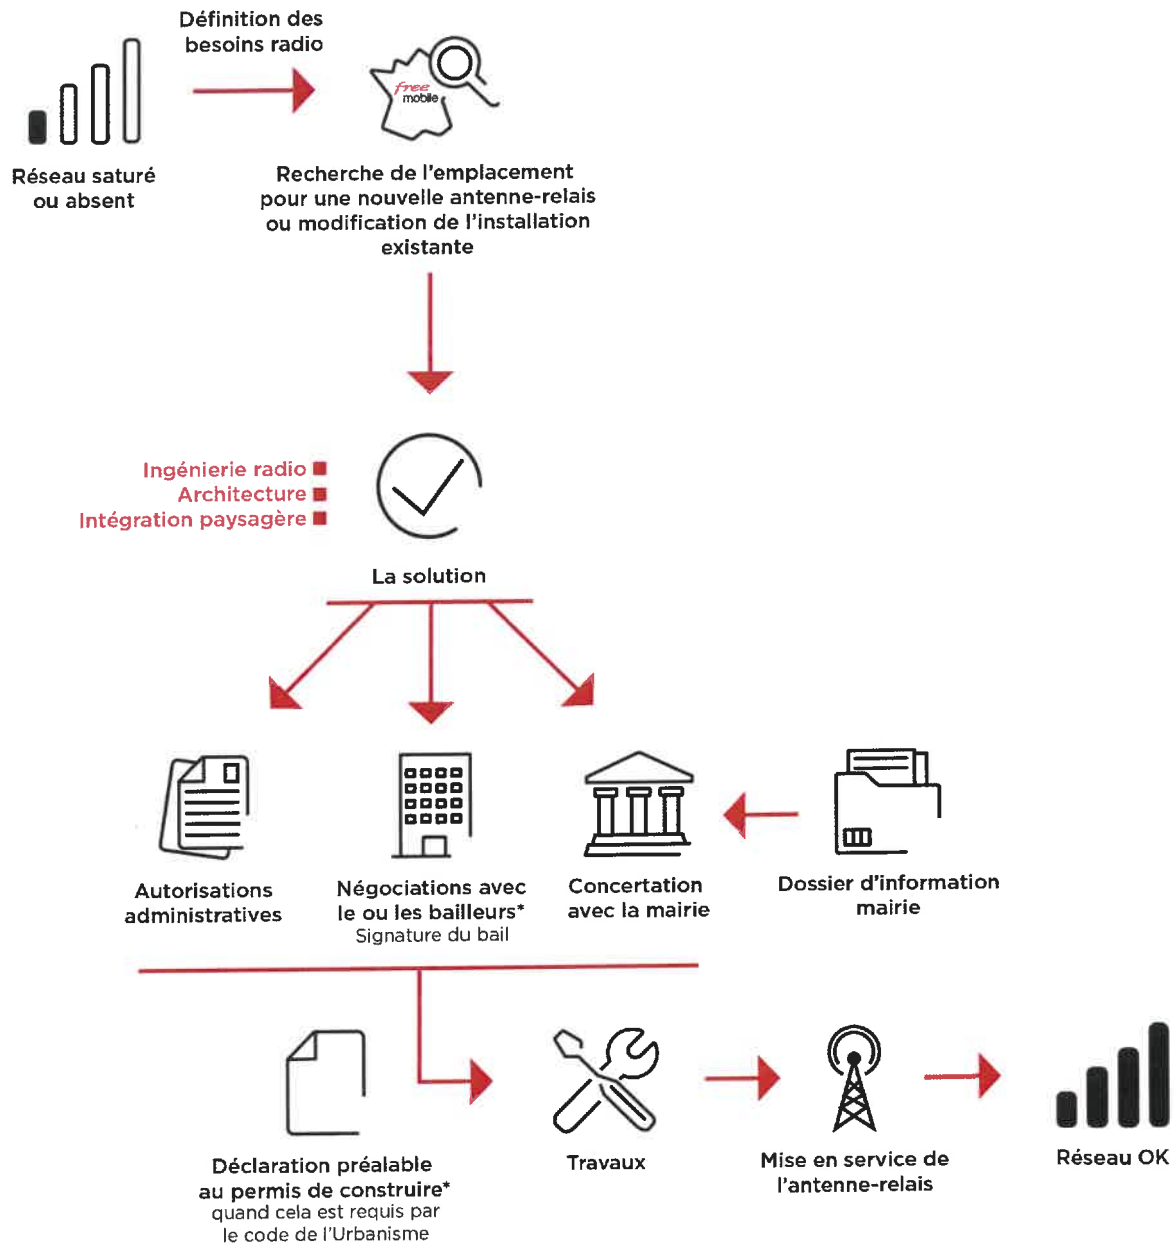 Définition des
besoins radio
free
mobile
Réseau saturé
ou absent
Recherche de l'emplacement
pour une nouvelle antenne-relais
ou modification de l'installation
existante
Ingénierie radio
Architecture
Intégration paysagère
La solution
Autorisations
administratives
Négociations avec
le ou les bailleurs*
Signature du bail
Concertation
avec la mairie
Dossier d'information
mairie
Déclaration préalable
au permis de construire*
quand cela est requis par
le code de l'Urbanisme
Travaux
Mise en service de
l'antenne-relais
Réseau OK